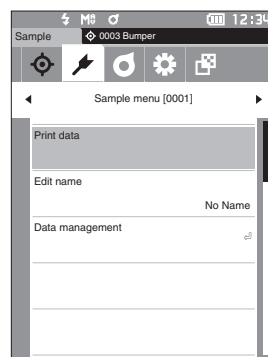 12:34
Sample
0003 Bumper
Sample menu [0001]
Print data
Edit name
No Name
Data management